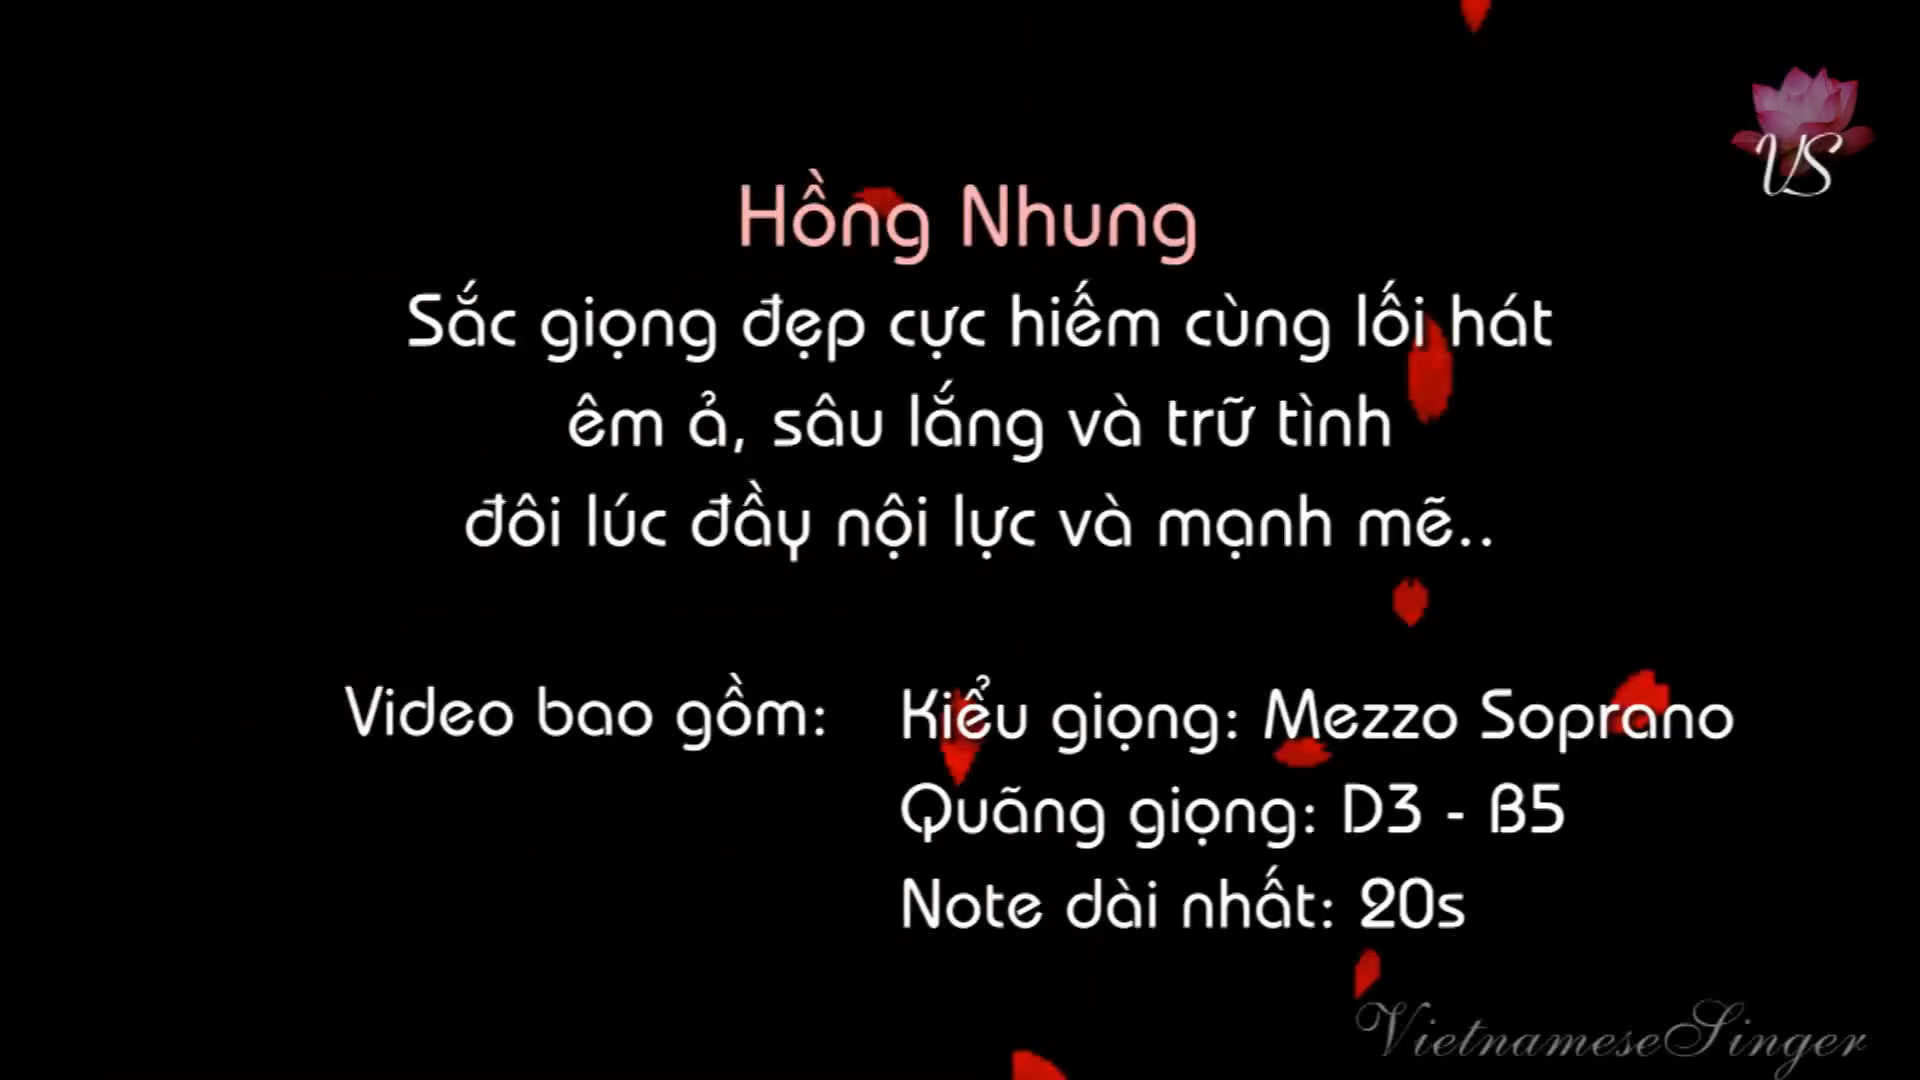 VS
Hồng Nhung
Sắc giọng đẹp cực hiếm cùng lối hát
êm ả, sâu lắng và trữ tình
đôi lúc đầy nội lực và mạnh mẽ..
Video bao gồm: Kiểu giọng: Mezzo Soprano
Quãng giọng: D3 - B5
Note dài nhất: 20s
VietnameseSinger